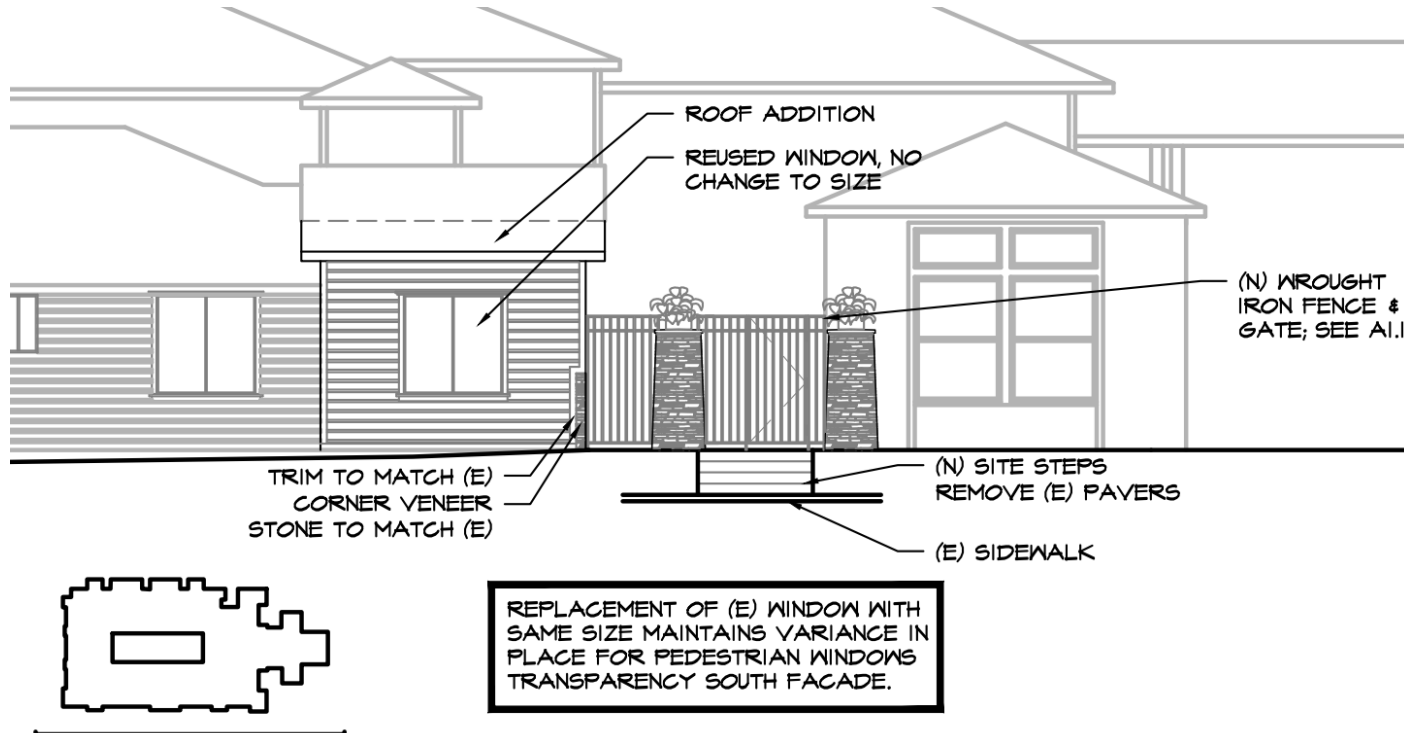 ROOF ADDITION
REUSED WINDOW, NO
CHANGE TO SIZE
(N) WROUGHT
IRON FENCE &
GATE; SEE A1.1
TRIM TO MATCH (E)
CORNER VENEER
STONE TO MATCH (E)
(N) SITE STEPS
REMOVE (E) PAVERS
(E) SIDEWALK
REPLACEMENT OF (E) WINDOW WITH
SAME SIZE MAINTAINS VARIANCE IN
PLACE FOR PEDESTRIAN WINDOWS
TRANSPARENCY SOUTH FACADE.